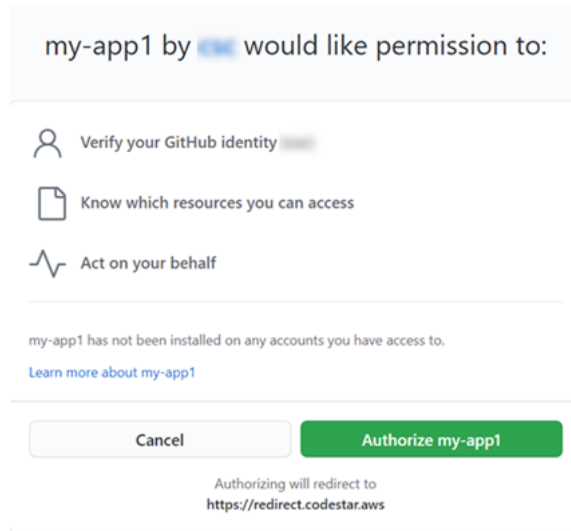 my-app1 by would like permission to:
Verify your GitHub identity
Know which resources you can access
Act on your behalf
my-app1 has not been installed on any accounts you have access to.
Learn more about my-app1
Cancel
Authorize my-app1
Authorizing will redirect to
https://redirect.codestar.aws